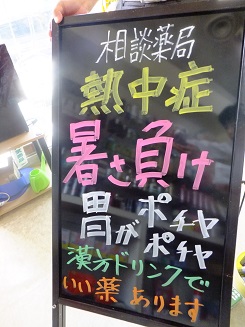 相談薬局
熱中症
暑さ負け
胃がポチャポチャ
漢方ドリンクで
いい薬 あります